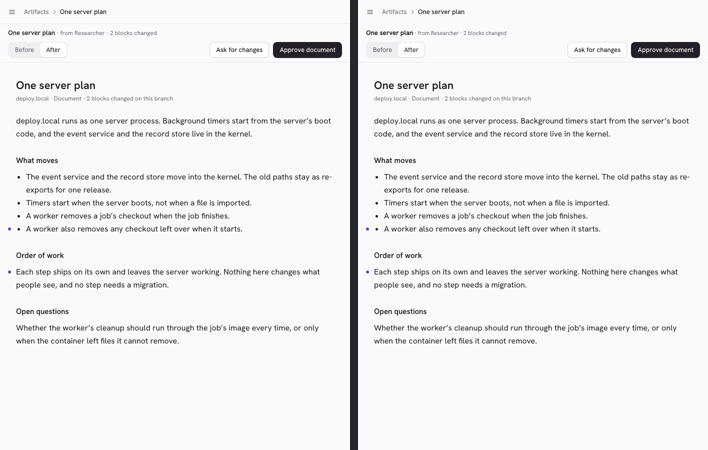 Artifacts > One server plan
One server plan · from Researcher · 2 blocks changed
Before After Ask for changes Approve document
One server plan
deploy.local · Document · 2 blocks changed on this branch
deploy.local runs as one server process. Background timers start from the server’s boot
code, and the event service and the record store live in the kernel.
What moves
• The event service and the record store move into the kernel. The old paths stay as re-
exports for one release.
• Timers start when the server boots, not when a file is imported.
• A worker removes a job’s checkout when the job finishes.
• A worker also removes any checkout left over when it starts.
Order of work
Each step ships on its own and leaves the server working. Nothing here changes what
people see, and no step needs a migration.
Open questions
Whether the worker’s cleanup should run through the job’s image every time, or only
when the container left files it cannot remove.
Artifacts > One server plan
One server plan · from Researcher · 2 blocks changed
Before After Ask for changes Approve document
One server plan
deploy.local · Document · 2 blocks changed on this branch
deploy.local runs as one server process. Background timers start from the server’s boot
code, and the event service and the record store live in the kernel.
What moves
• The event service and the record store move into the kernel. The old paths stay as re-
exports for one release.
• Timers start when the server boots, not when a file is imported.
• A worker removes a job’s checkout when the job finishes.
• A worker also removes any checkout left over when it starts.
Order of work
Each step ships on its own and leaves the server working. Nothing here changes what
people see, and no step needs a migration.
Open questions
Whether the worker’s cleanup should run through the job’s image every time, or only
when the container left files it cannot remove.